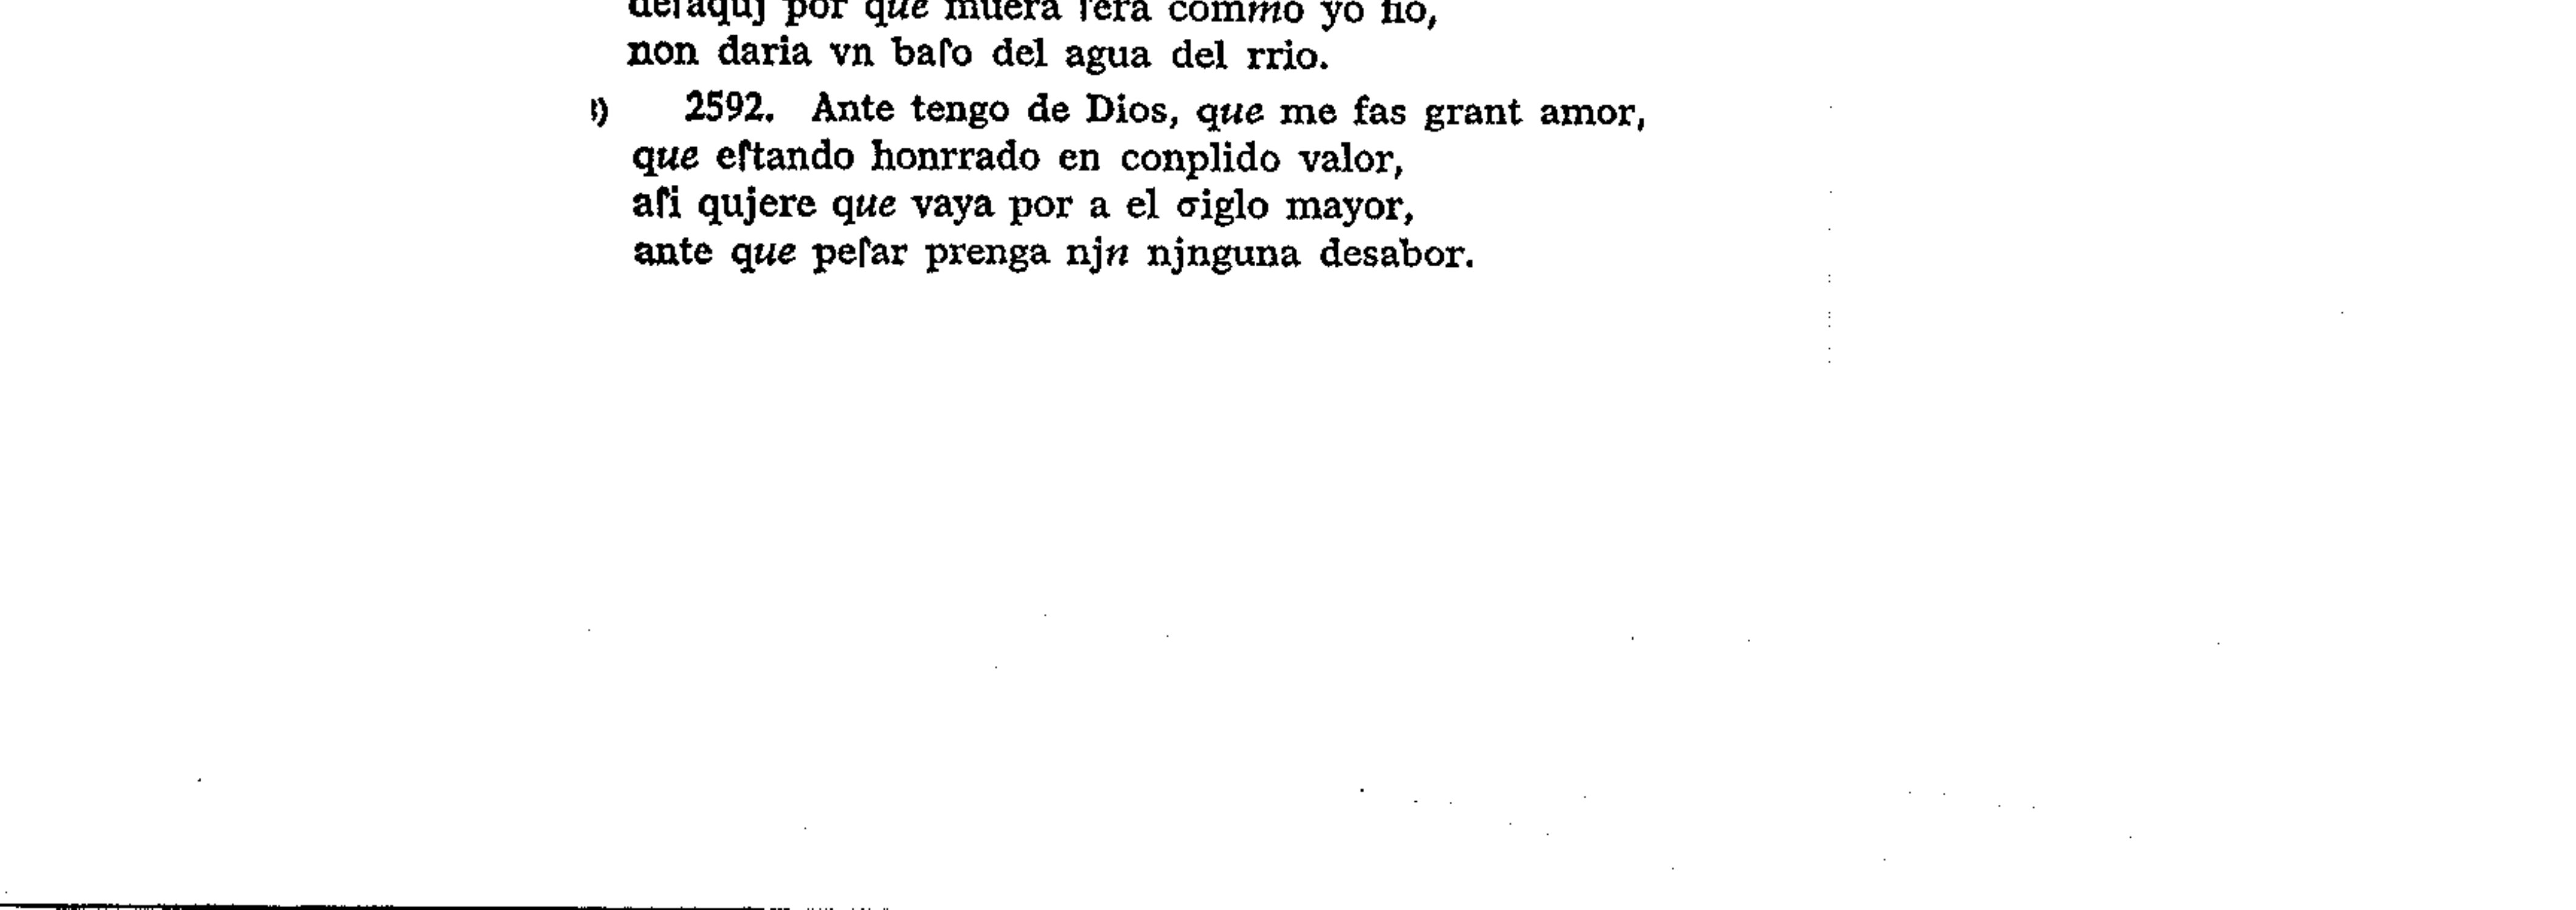 deſaquj por que muera ſera commo yo fio,
non daria vn baſo del agua del rrio.
2592. Ante tengo de Dios, que me fas grant amor,
que eſtando honrrado en conplido valor,
aſi qujere que vaya por a el σiglo mayor,
ante que peſar prenga njn njnguna desabor.